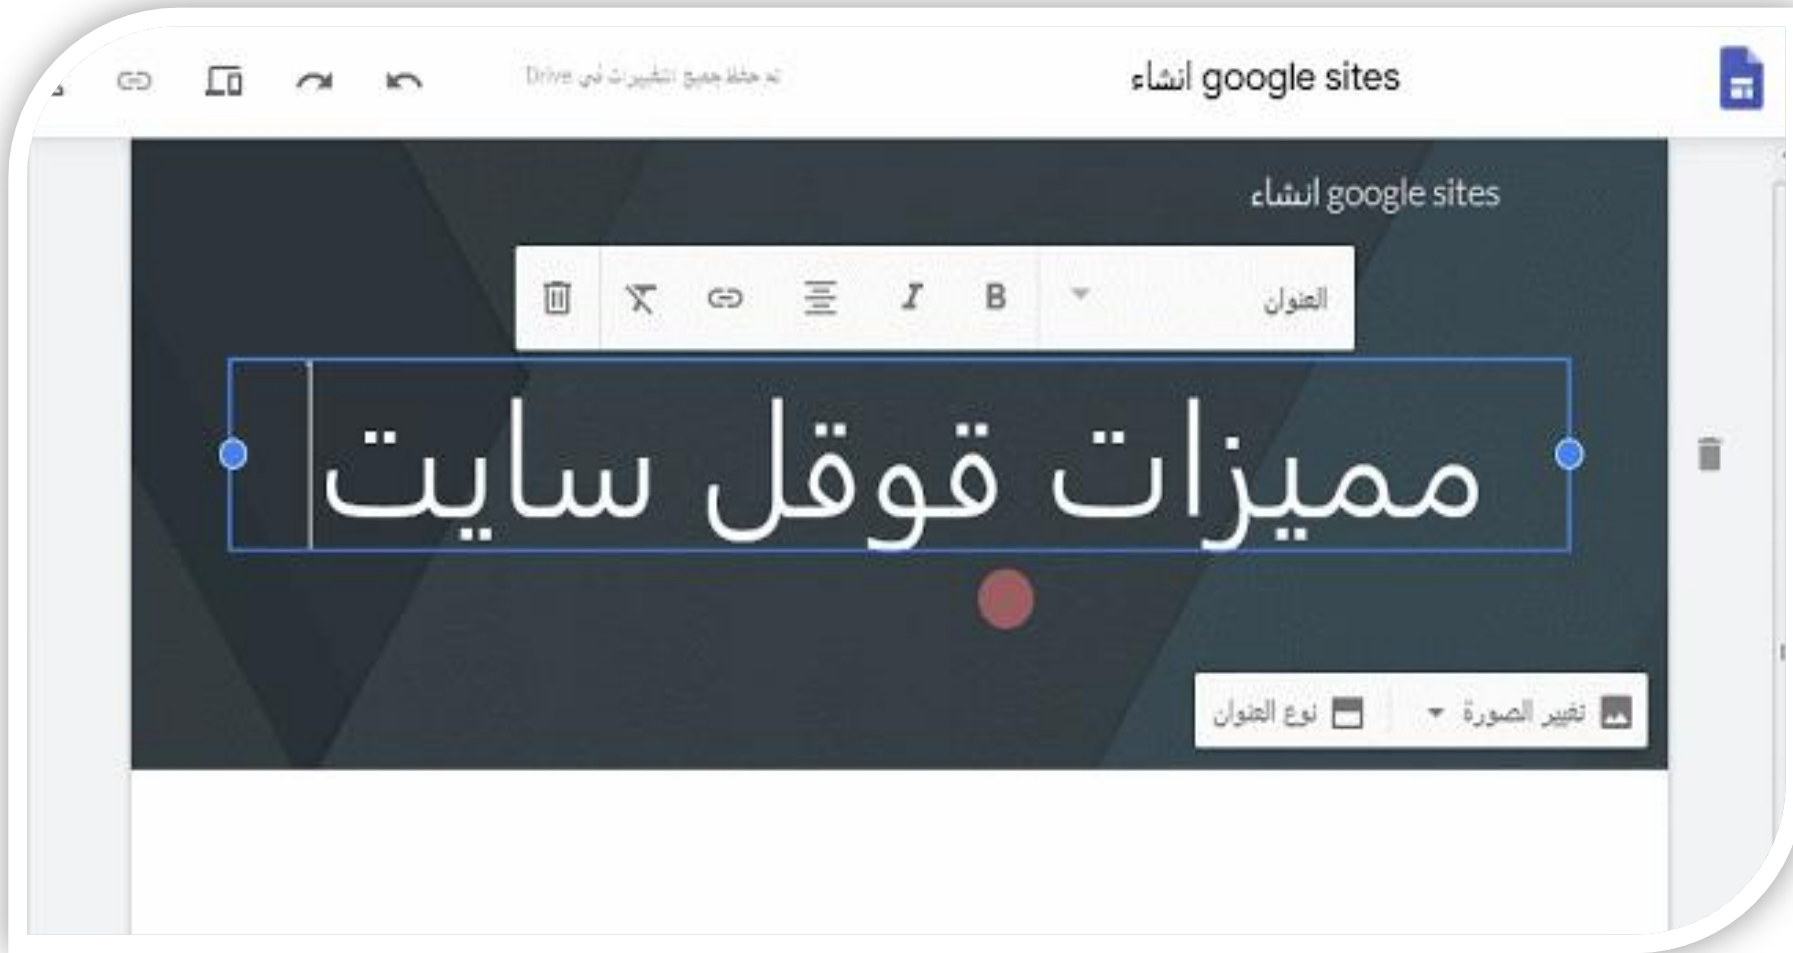 انشاء google sites
تم حفظ جميع التغييرات في Drive
انشاء google sites
العنوان
B I
مميزات قوقل سايت
تغيير الصورة
نوع العنوان